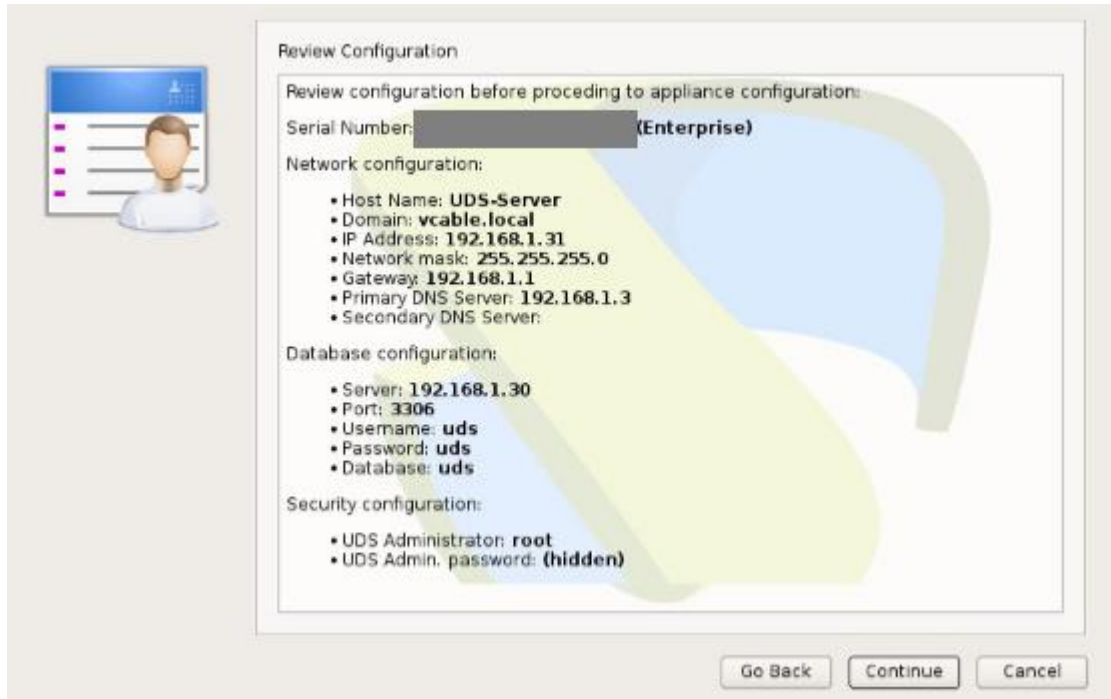 Review Configuration
Review configuration before proceding to appliance configuration:
Serial Number: (Enterprise)
Network configuration:
• Host Name: UDS-Server
• Domain: vcable.local
• IP Address: 192.168.1.31
• Network mask: 255.255.255.0
• Gateway: 192.168.1.1
• Primary DNS Server: 192.168.1.3
• Secondary DNS Server:
Database configuration:
• Server: 192.168.1.30
• Port: 3306
• Username: uds
• Password: uds
• Database: uds
Security configuration:
• UDS Administrator: root
• UDS Admin. password: (hidden)
Go Back Continue Cancel